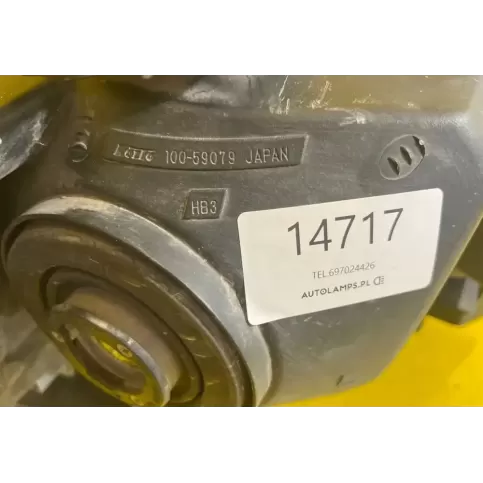 100-59079 JAPAN
HB3
14717
TEL.697024426
AUTOLAMPS.PL